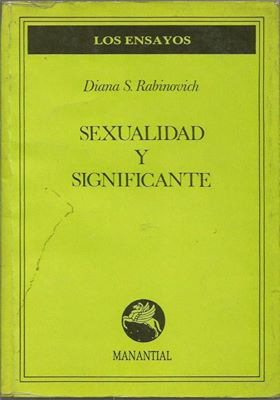 LOS ENSAYOS
Diana S. Rabinovich
SEXUALIDAD
Y
SIGNIFICANTE
MANANTIAL